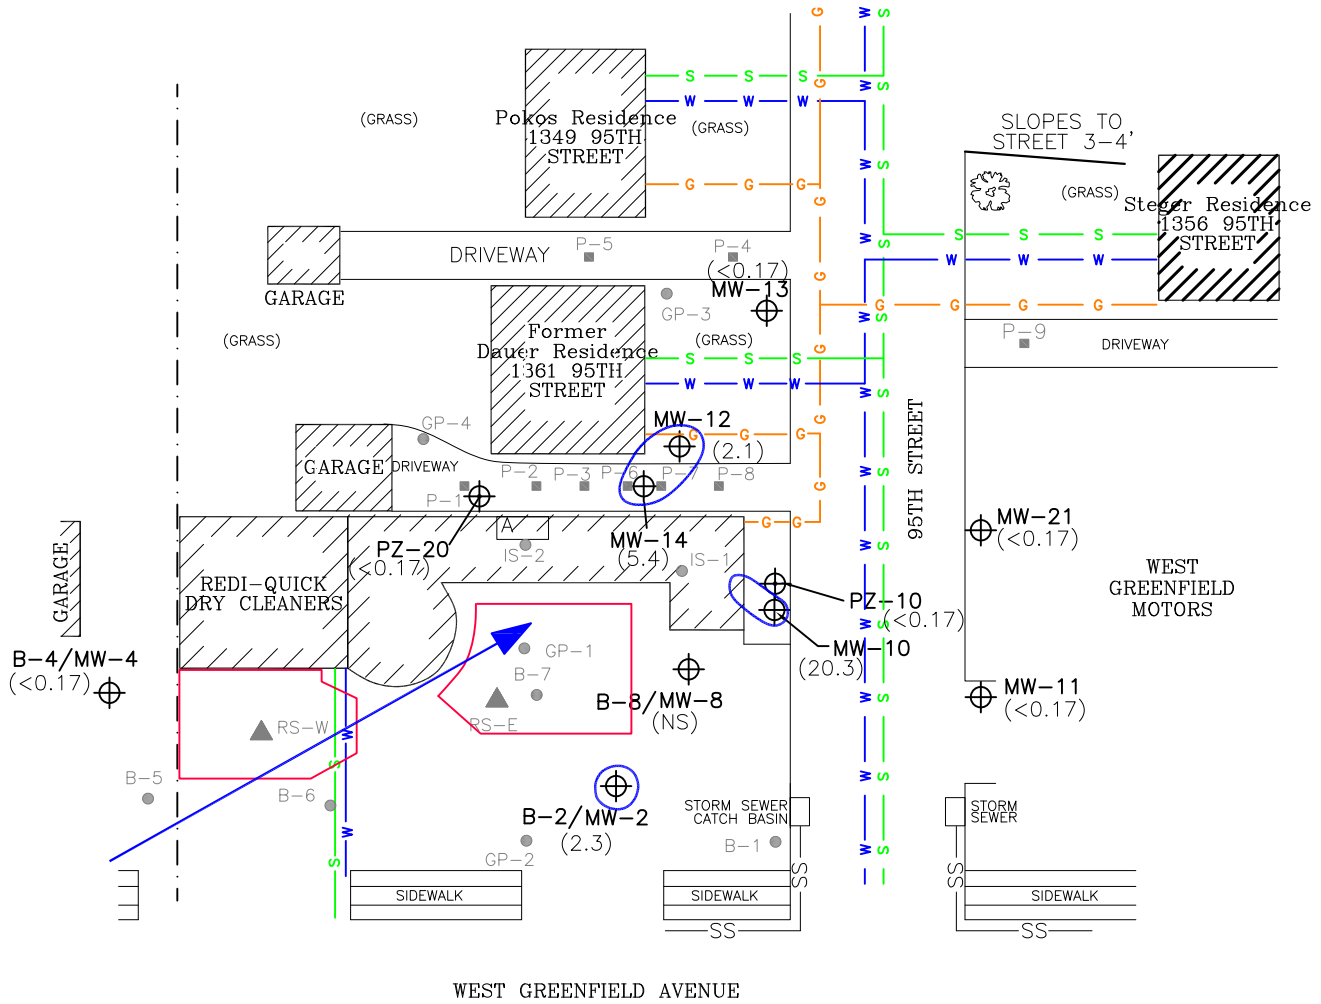 G
W
S
S
S
S
G
W
S
W
W
W
(GRASS)
Pokos Residence
1349 95TH
STREET
(GRASS)
SLOPES TO
STREET 3-4'
W
S
G
G
G
G
(GRASS)
Steger Residence
1356 95TH
STREET
W
S
S
S
S
P-5
P-4
DRIVEWAY
(<0.17)
W
W
W
G
MW-13
GARAGE
GP-3
G
G
G
W
S
P-9
DRIVEWAY
(GRASS)
Former
Dauer Residence
1361 95TH
STREET
(GRASS)
G
S
S
S
W
W
W
W
S
GP-4
MW-12
G
G
G
G
(2.1)
95TH STREET
GARAGE
DRIVEWAY
P-1
P-2
P-3
P-6
P-7
P-8
G
W
S
A
G
G
MW-21
(<0.17)
PZ-20
(<0.17)
IS-2
MW-14
(5.4)
IS-1
W
S
GARAGE
REDI-QUICK
DRY CLEANERS
WEST
GREENFIELD
MOTORS
PZ-10
(<0.17)
W
S
B-4/MW-4
(<0.17)
GP-1
B-7
MW-10
(20.3)
RS-W
RS-E
B-8/MW-8
(NS)
W
S
MW-11
(<0.17)
W
S
B-5
B-6
W
S
B-2/MW-2
(2.3)
STORM SEWER
CATCH BASIN
STORM
SEWER
W
S
GP-2
B-1
W
S
SS
SS
SIDEWALK
SIDEWALK
SIDEWALK
SS
SS
WEST GREENFIELD AVENUE